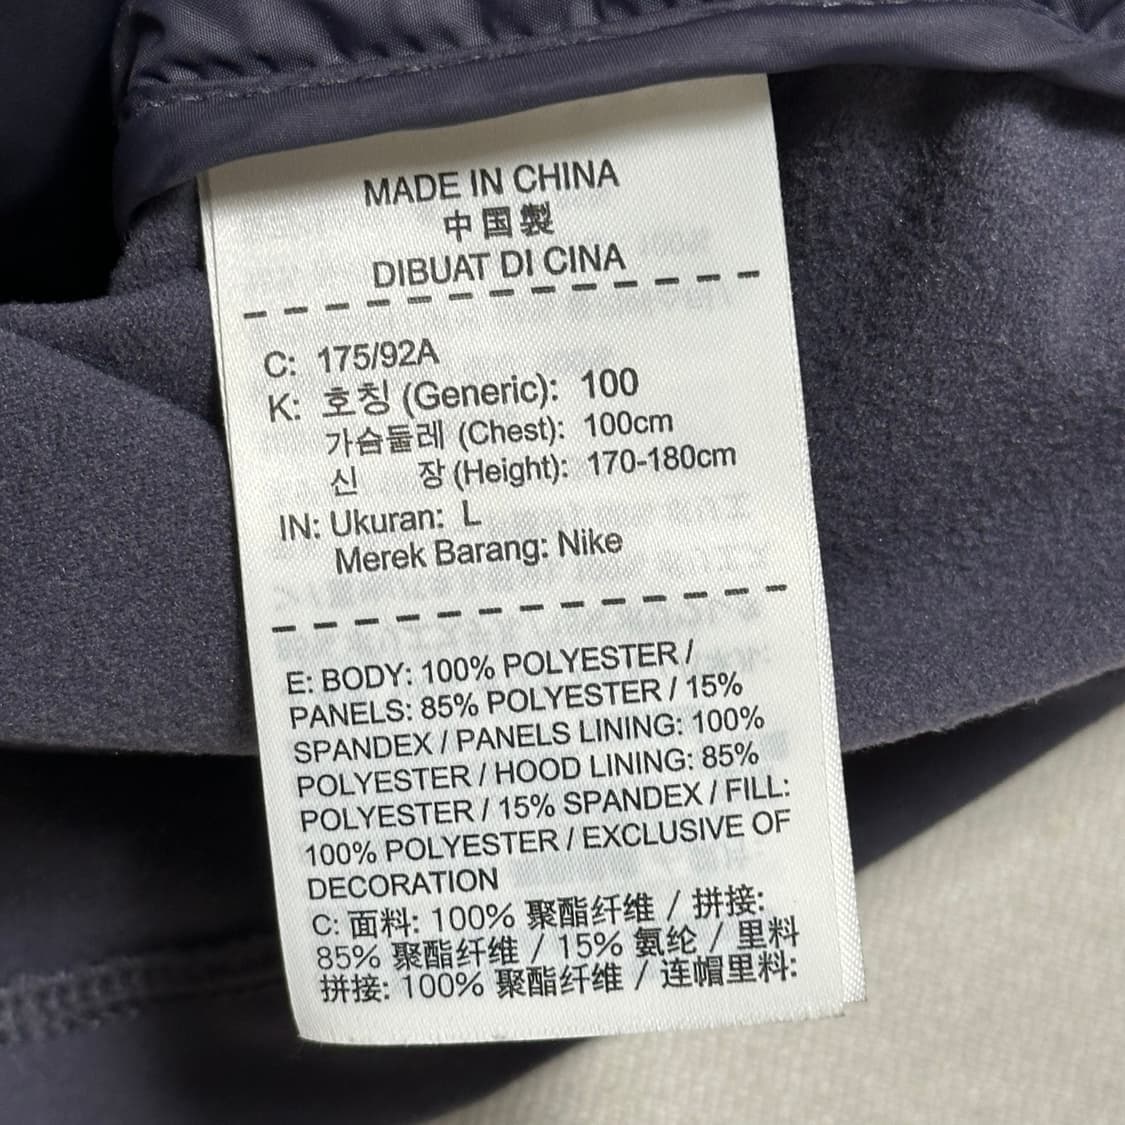 MADE IN CHINA
中国製
DIBUAT DI CINA
C: 175/92A
K: 호칭 (Generic): 100
가슴둘레 (Chest): 100cm
신 장 (Height): 170-180cm
IN: Ukuran: L
Merek Barang: Nike
E: BODY: 100% POLYESTER /
PANELS: 85% POLYESTER / 15%
SPANDEX / PANELS LINING: 100%
POLYESTER / HOOD LINING: 85%
POLYESTER / 15% SPANDEX / FILL:
100% POLYESTER / EXCLUSIVE OF
DECORATION
C: 面料: 100% 聚酯纤维 / 拼接:
85% 聚酯纤维 / 15% 氨纶 / 里料
拼接: 100% 聚酯纤维 / 连帽里料: